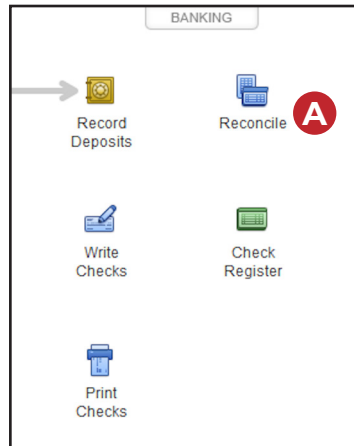 BANKING
Record
Deposits
Reconcile
A
Write
Checks
Check
Register
Print
Checks